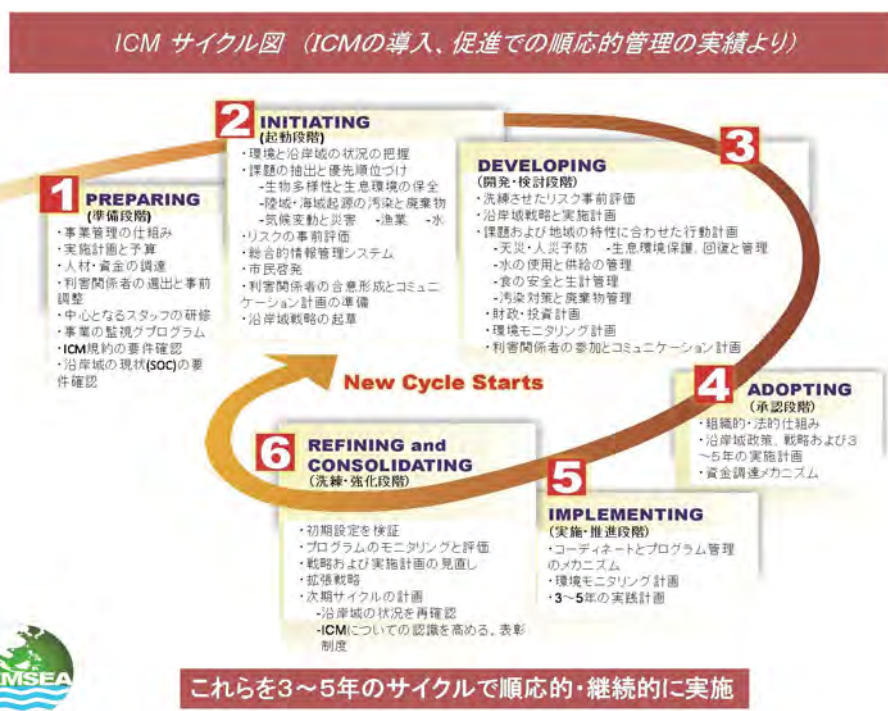 ICM サイクル図 （ICMの導入、促進での順応的管理の実績より）
1
PREPARING
(準備段階)
・事業管理の仕組み
・実施計画と予算
・人材・資金の調達
・利害関係者の選出と事前
調整
・中心となるスタッフの研修
・事業の監視グプログラム
・ICM規約の要件確認
・沿岸域の現状(SOC)の要
件確認
2
INITIATING
(起動段階)
・環境と沿岸域の状況の把握
・課題の抽出と優先順位づけ
-生物多様性と生息環境の保全
-陸域・海域起源の汚染と廃棄物
-気候変動と災害 -漁業 -水
・リスクの事前評価
・総合的情報管理システム
・市民啓発
・利害関係者の合意形成とコミュニ
ケーション計画の準備
・沿岸域戦略の起草
3
DEVELOPING
(開発・検討段階)
・洗練させたリスク事前評価
・沿岸域戦略と実施計画
・課題および地域の特性に合わせた行動計画
-天災・人災予防 -生息環境保護、回復と管理
-水の使用と供給の管理
-食の安全と生計管理
-汚染対策と廃棄物管理
・財政・投資計画
・環境モニタリング計画
・利害関係者の参加とコミュニケーション計画
4
ADOPTING
(承認段階)
・組織的・法的仕組み
・沿岸域政策、戦略および３
～5年の実施計画
・資金調達メカニズム
5
IMPLEMENTING
(実施・推進段階)
・コーディネートとプログラム管理
のメカニズム
・環境モニタリング計画
・3～5年の実践計画
6
REFINING and
CONSOLIDATING
(洗練・強化段階)
・初期設定を検証
・プログラムのモニタリングと評価
・戦略および実施計画の見直し
・拡張戦略
・次期サイクルの計画
-沿岸域の状況を再確認
-ICMについての認識を高める、表彰
制度
New Cycle Starts
MSEA
これらを３～５年のサイクルで順応的・継続的に実施